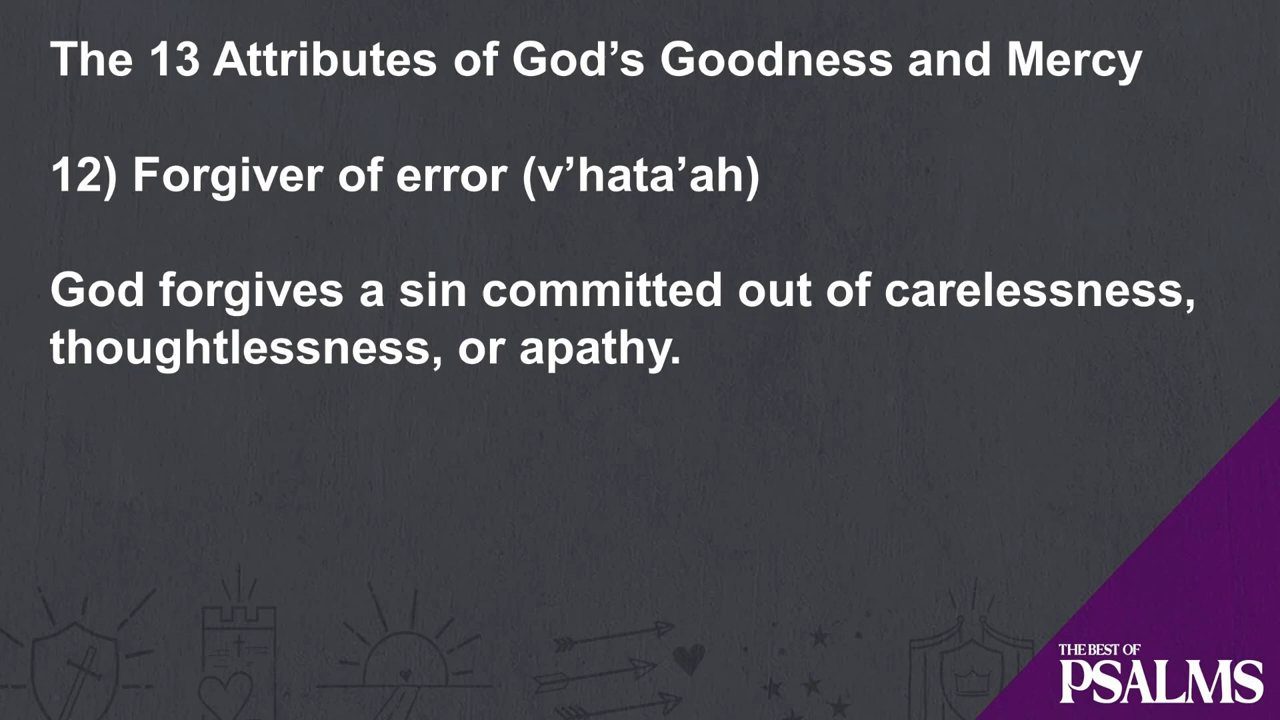 The 13 Attributes of God’s Goodness and Mercy
12) Forgiver of error (v’hata’ah)
God forgives a sin committed out of carelessness,
thoughtlessness, or apathy.
THE BEST OF
PSALMS